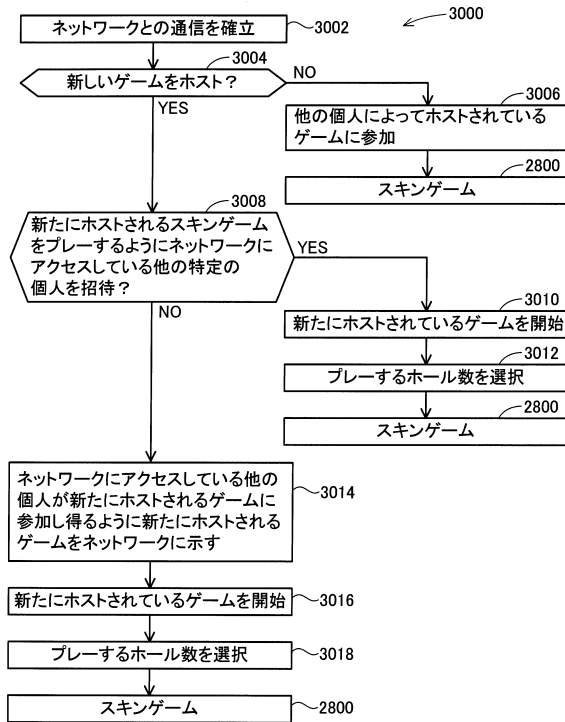 3000
ネットワークとの通信を確立
3002
3004
新しいゲームをホスト？
NO
YES
3006
他の個人によってホストされている
ゲームに参加
2800
スキンゲーム
3008
新たにホストされるスキンゲーム
をプレーするようにネットワークに
アクセスしている他の特定の
個人を招待？
YES
NO
3010
新たにホストされているゲームを開始
3012
プレーするホール数を選択
2800
スキンゲーム
ネットワークにアクセスしている他の
個人が新たにホストされるゲームに
参加し得るように新たにホストされる
ゲームをネットワークに示す
3014
新たにホストされているゲームを開始
3016
プレーするホール数を選択
3018
スキンゲーム
2800